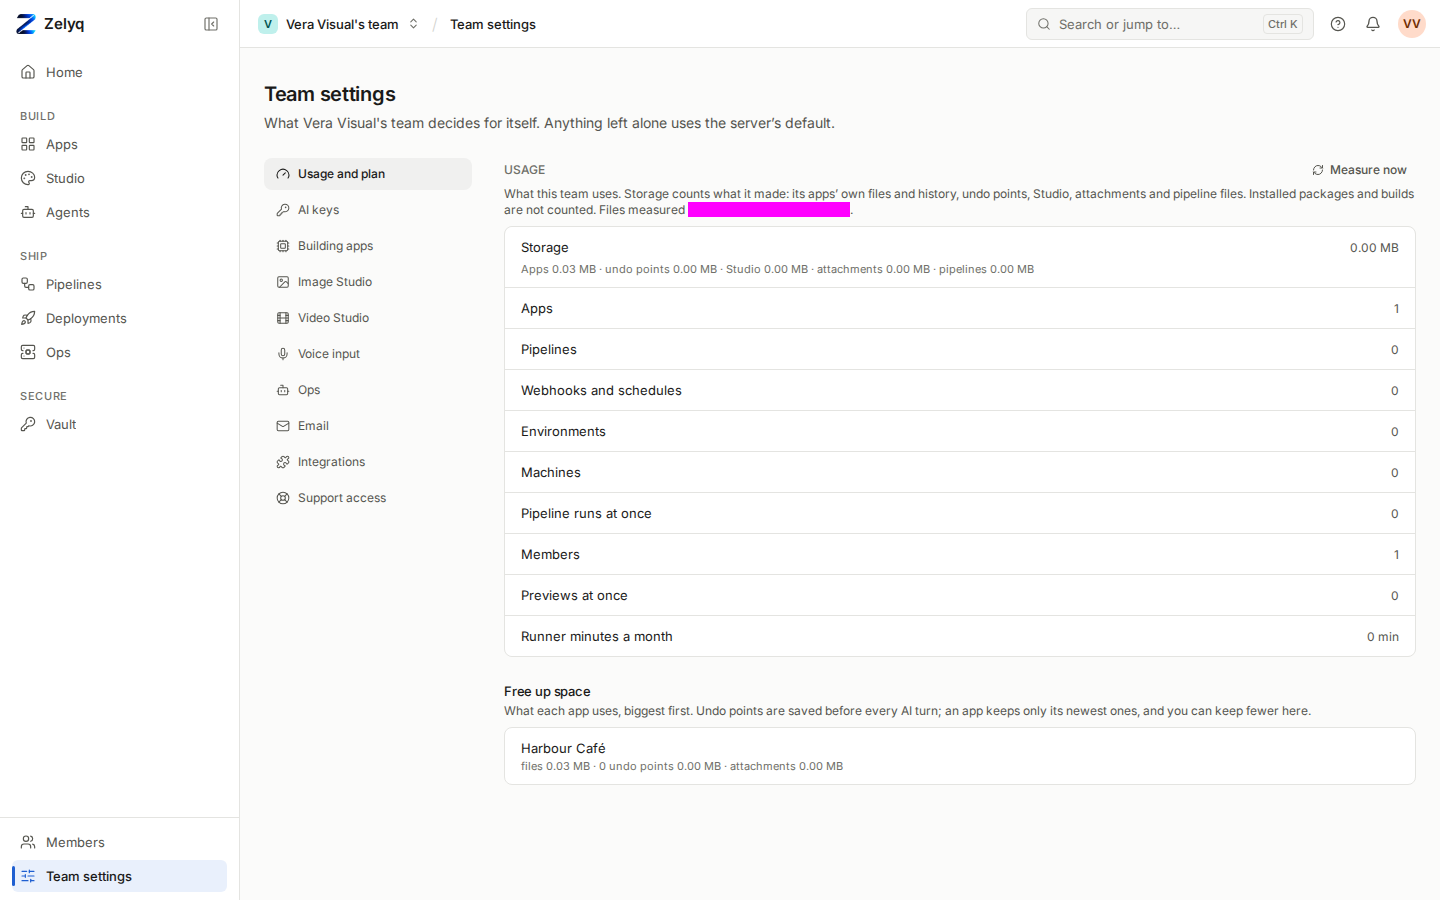 Zelyq
V
Vera Visual's team
/
Team settings
Search or jump to...
Ctrl K
VV
Home
BUILD
Apps
Studio
Agents
SHIP
Pipelines
Deployments
Ops
SECURE
Vault
Members
Team settings
Team settings
What Vera Visual's team decides for itself. Anything left alone uses the server’s default.
Usage and plan
AI keys
Building apps
Image Studio
Video Studio
Voice input
Ops
Email
Integrations
Support access
USAGE
Measure now
What this team uses. Storage counts what it made: its apps’ own files and history, undo points, Studio, attachments and pipeline files. Installed packages and builds
are not counted. Files measured .
Storage 0.00 MB
Apps 0.03 MB · undo points 0.00 MB · Studio 0.00 MB · attachments 0.00 MB · pipelines 0.00 MB
Apps 1
Pipelines 0
Webhooks and schedules 0
Environments 0
Machines 0
Pipeline runs at once 0
Members 1
Previews at once 0
Runner minutes a month 0 min
Free up space
What each app uses, biggest first. Undo points are saved before every AI turn; an app keeps only its newest ones, and you can keep fewer here.
Harbour Café
files 0.03 MB · 0 undo points 0.00 MB · attachments 0.00 MB